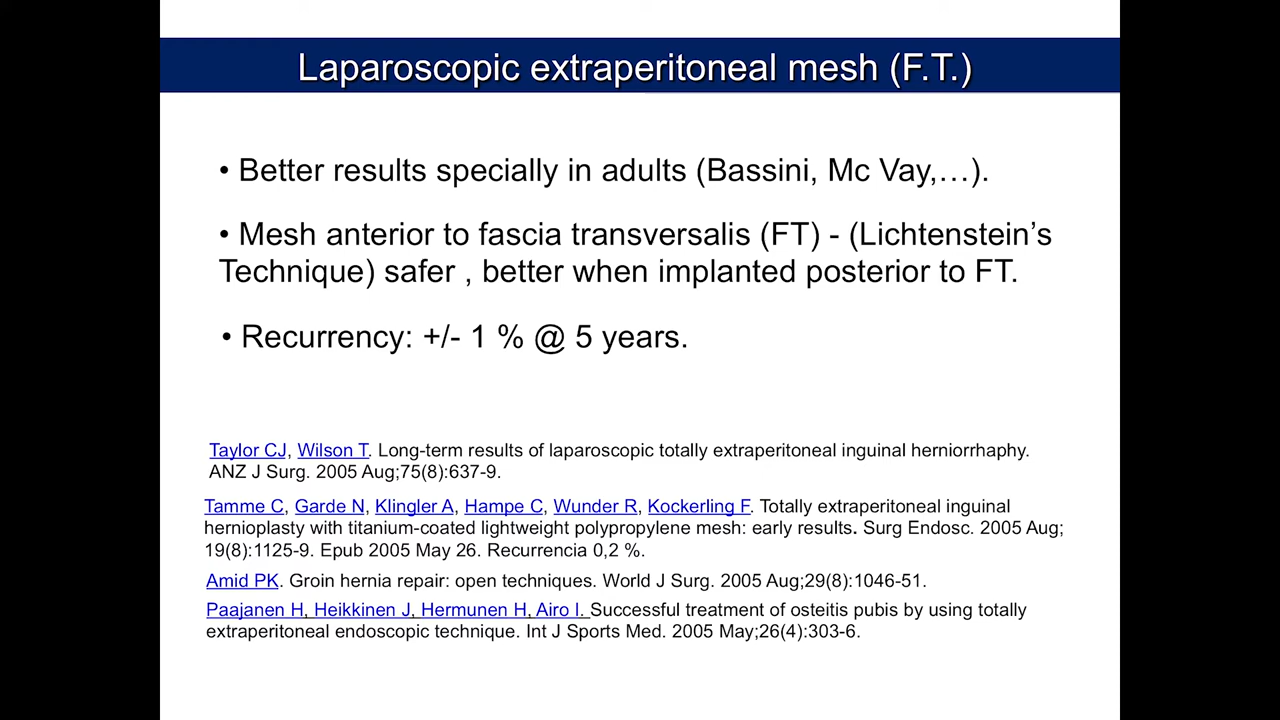 Laparoscopic extraperitoneal mesh (F.T.)
• Better results specially in adults (Bassini, Mc Vay,…).
• Mesh anterior to fascia transversalis (FT) - (Lichtenstein’s
Technique) safer , better when implanted posterior to FT.
• Recurrency: +/- 1 % @ 5 years.
Taylor CJ, Wilson T. Long-term results of laparoscopic totally extraperitoneal inguinal herniorrhaphy.
ANZ J Surg. 2005 Aug;75(8):637-9.
Tamme C, Garde N, Klingler A, Hampe C, Wunder R, Kockerling F. Totally extraperitoneal inguinal
hernioplasty with titanium-coated lightweight polypropylene mesh: early results. Surg Endosc. 2005 Aug;
19(8):1125-9. Epub 2005 May 26. Recurrencia 0,2 %.
Amid PK. Groin hernia repair: open techniques. World J Surg. 2005 Aug;29(8):1046-51.
Paajanen H, Heikkinen J, Hermunen H, Airo I. Successful treatment of osteitis pubis by using totally
extraperitoneal endoscopic technique. Int J Sports Med. 2005 May;26(4):303-6.